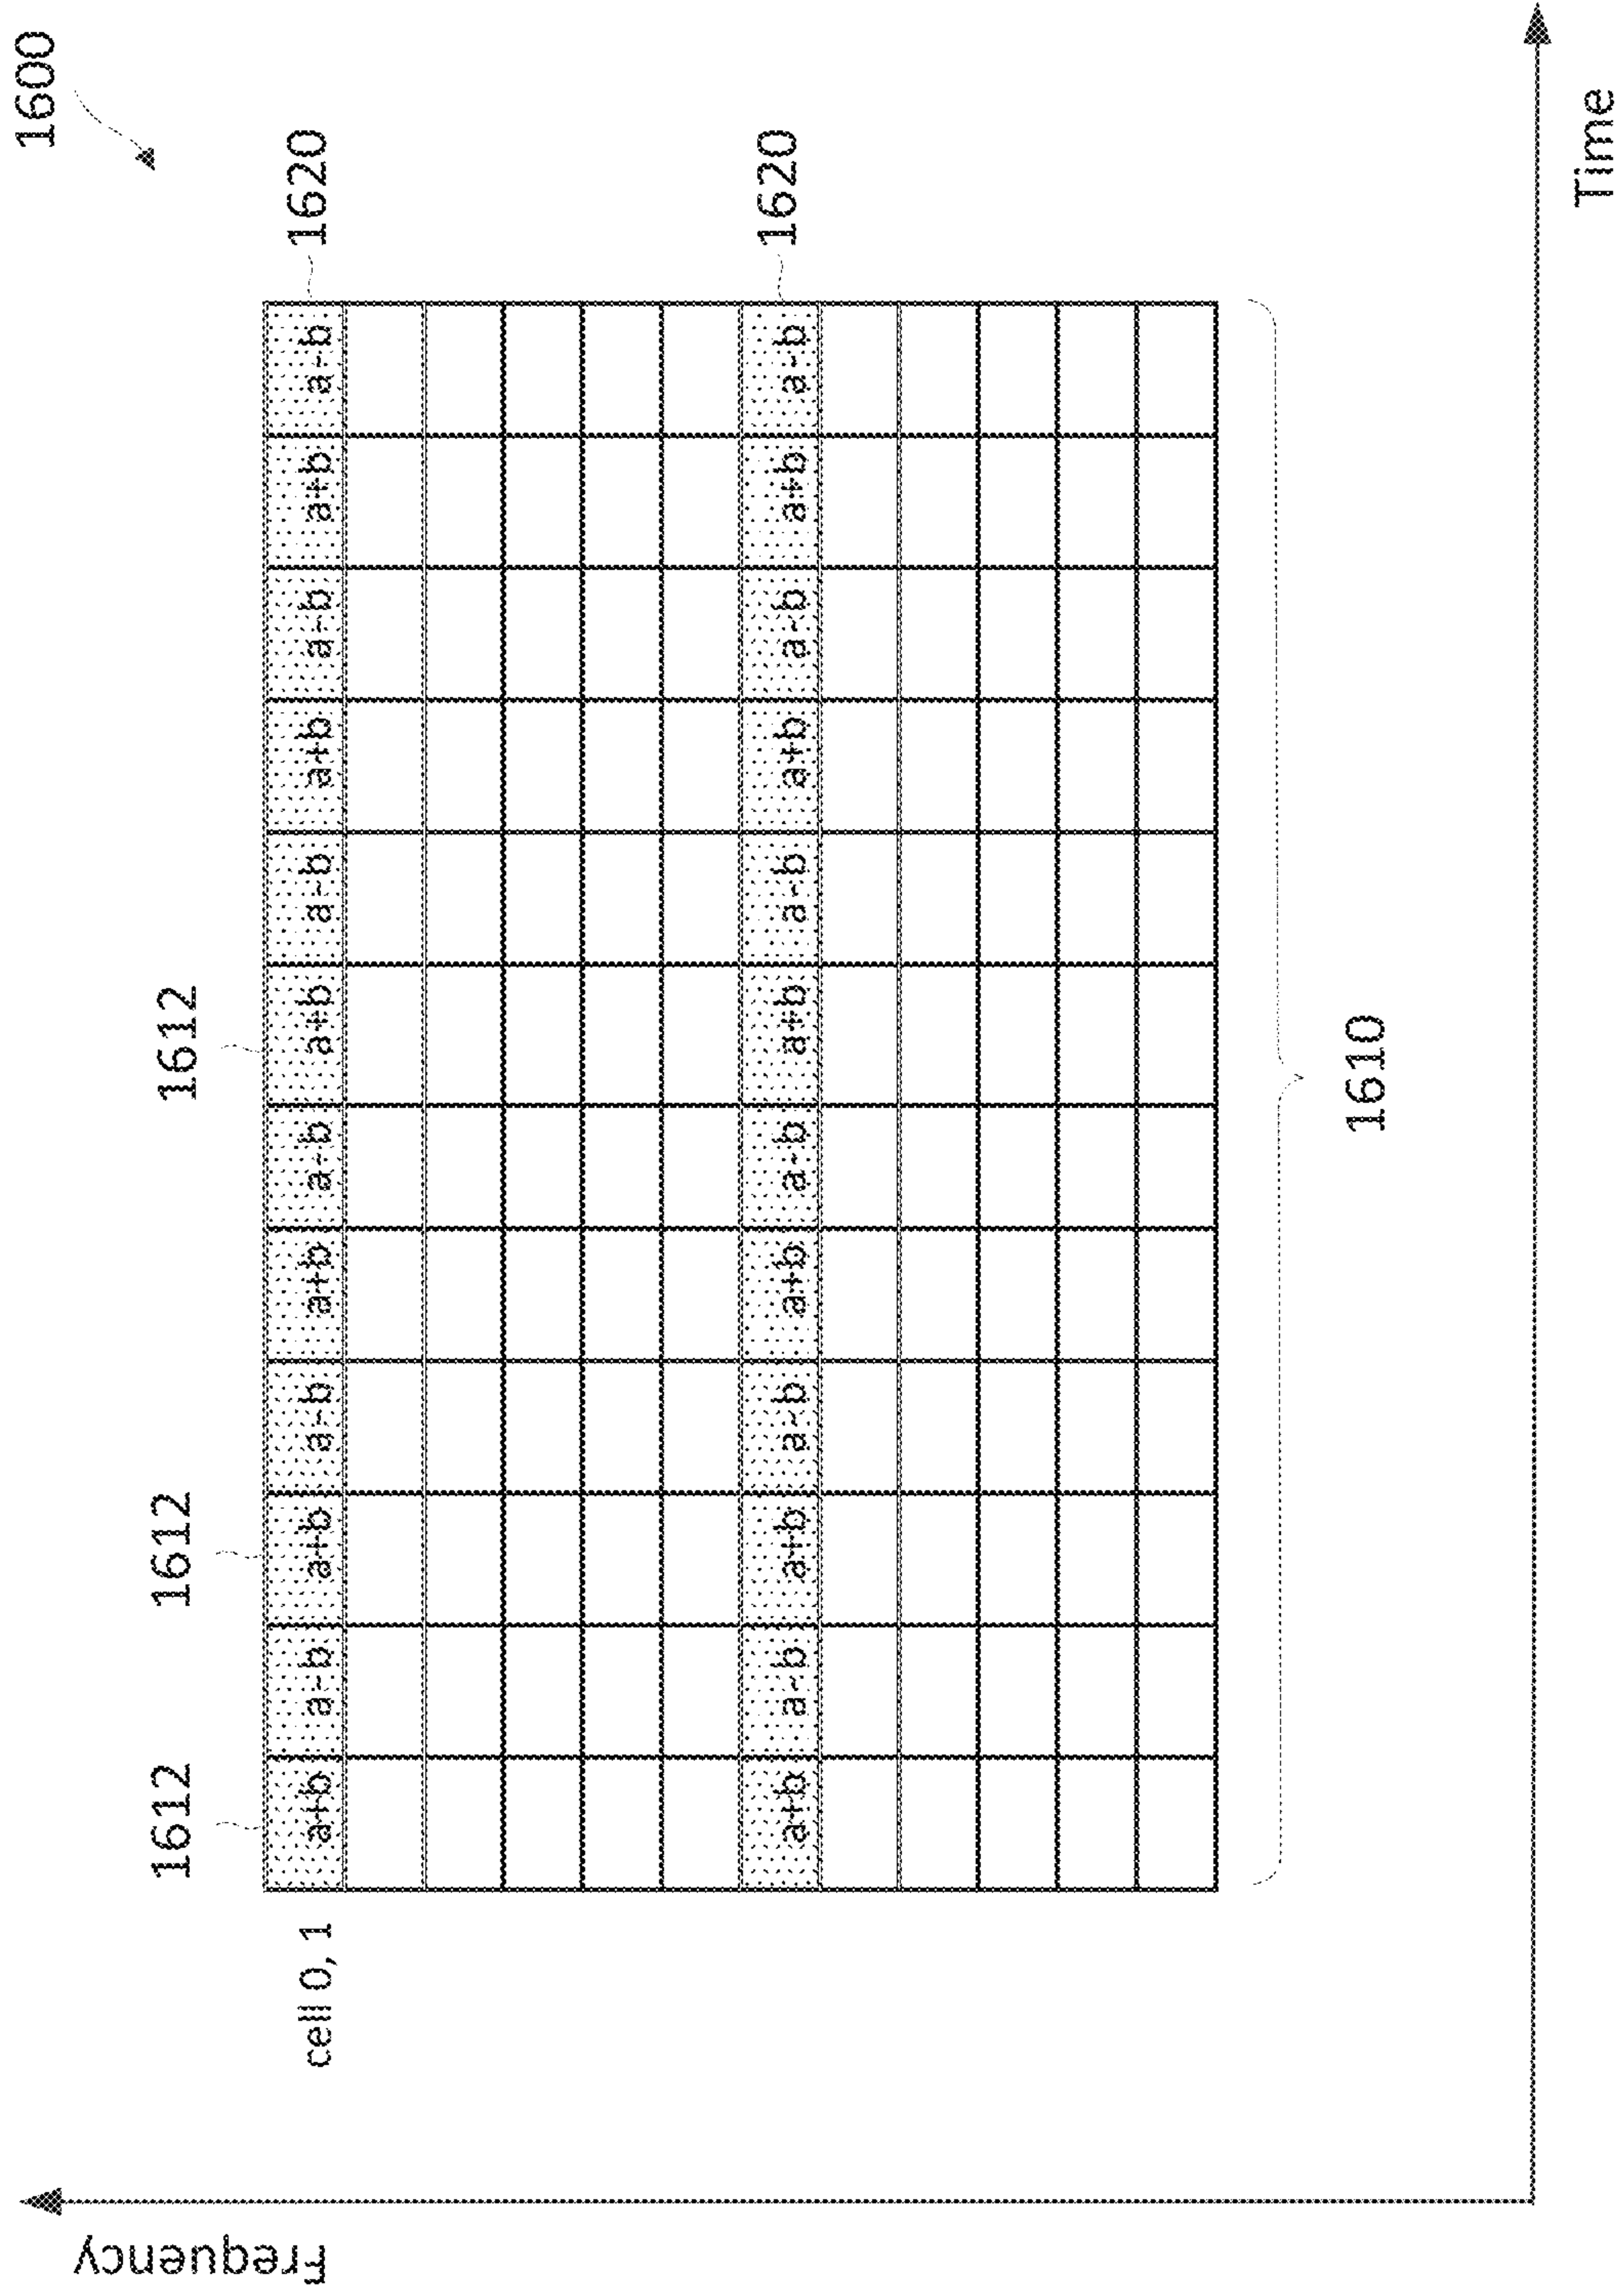 1600
Frequency
1612 1612 1612
cell 0, 1 a+b a-b a+b a-b a+b a-b a+b a-b a+b a-b a+b a-b 1620
a+b a-b a+b a-b a+b a-b a+b a-b a+b a-b a+b a-b 1620
1610
Time